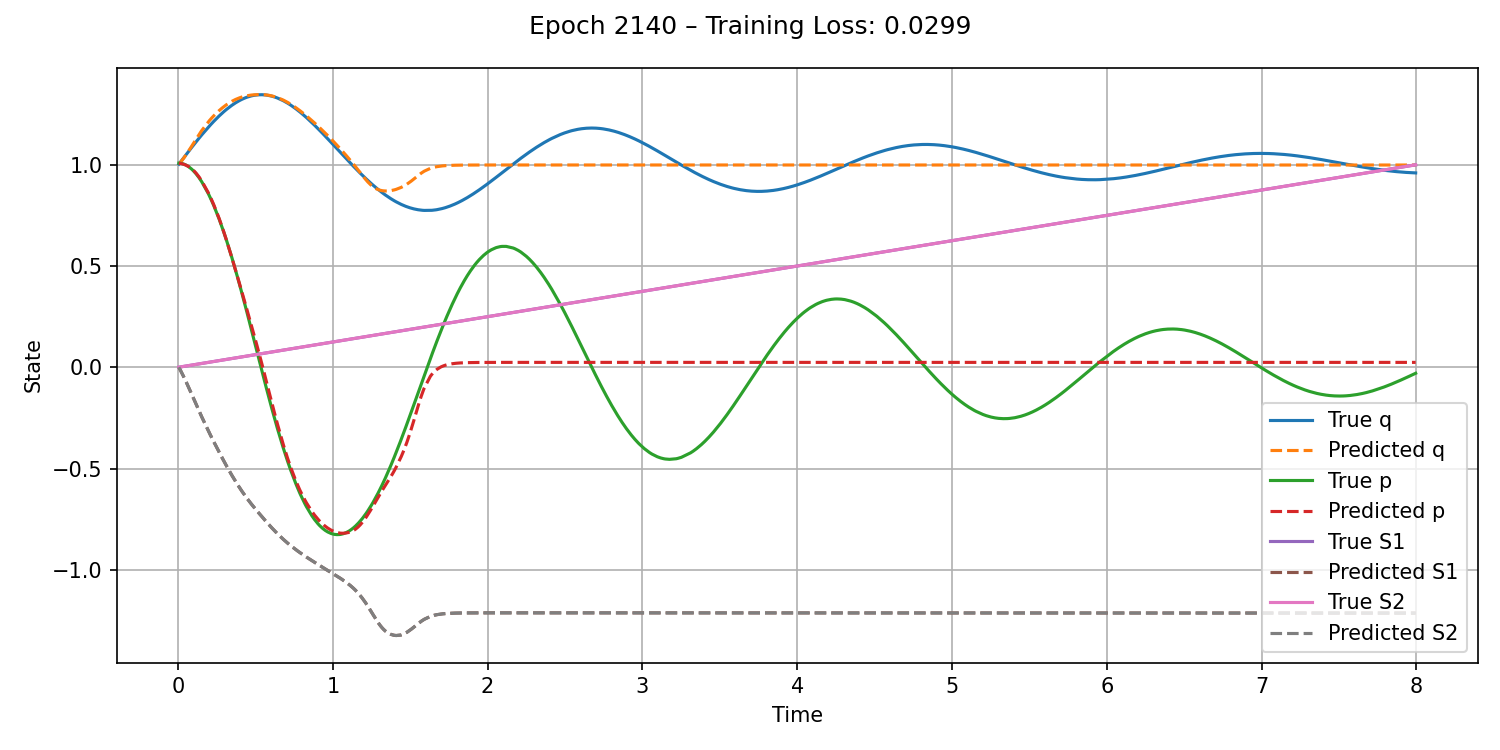 Epoch 2140 – Training Loss: 0.0299
1.0
0.5
0.0
−0.5
−1.0
State
0 1 2 3 4 5 6 7 8
Time
True q
Predicted q
True p
Predicted p
True S1
Predicted S1
True S2
Predicted S2